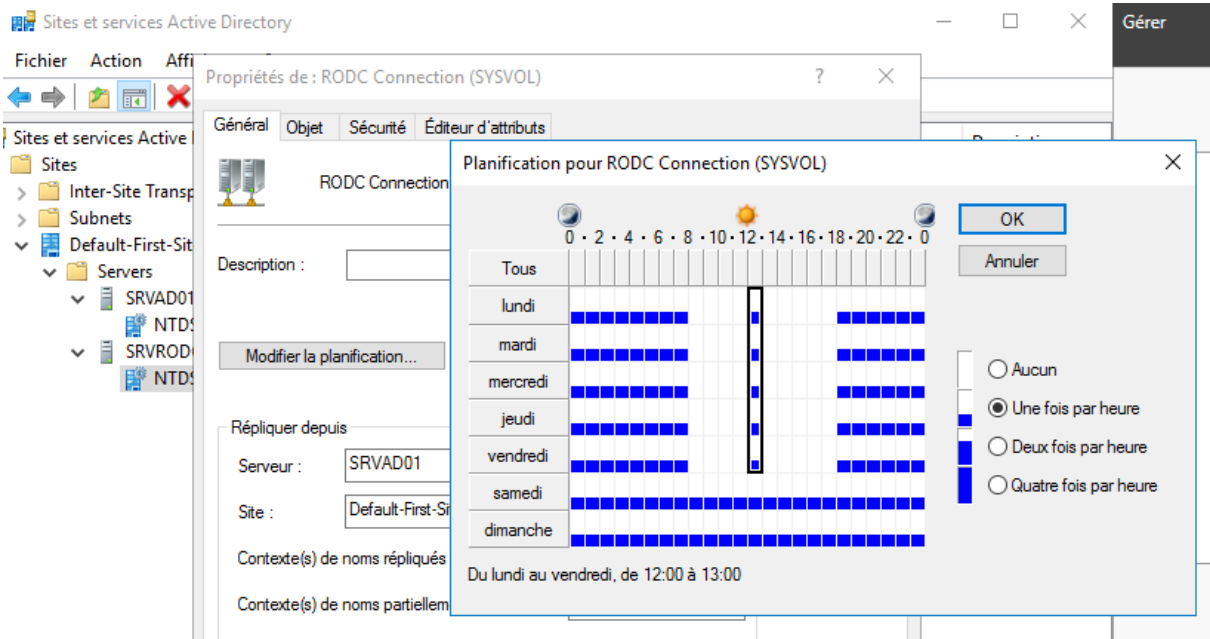 Sites et services Active Directory
Gérer
Fichier Action Affi
Propriétés de : RODC Connection (SYSVOL)
?
Sites et services Active
Sites
Inter-Site Transp
Subnets
Default-First-Sit
Servers
SRVAD01
NTDS
SRVROD
NTDS
Général Objet Sécurité Éditeur d'attributs
RODC Connection
Description :
Modifier la planification...
Répliquer depuis
Serveur : SRVAD01
Site : Default-First-Si
Contexte(s) de noms répliqués
Contexte(s) de noms partiellem
Planification pour RODC Connection (SYSVOL)
0 · 2 · 4 · 6 · 8 · 10 · 12 · 14 · 16 · 18 · 20 · 22 · 0
Tous
lundi
mardi
mercredi
jeudi
vendredi
samedi
dimanche
Du lundi au vendredi, de 12:00 à 13:00
OK
Annuler
Aucun
Une fois par heure
Deux fois par heure
Quatre fois par heure